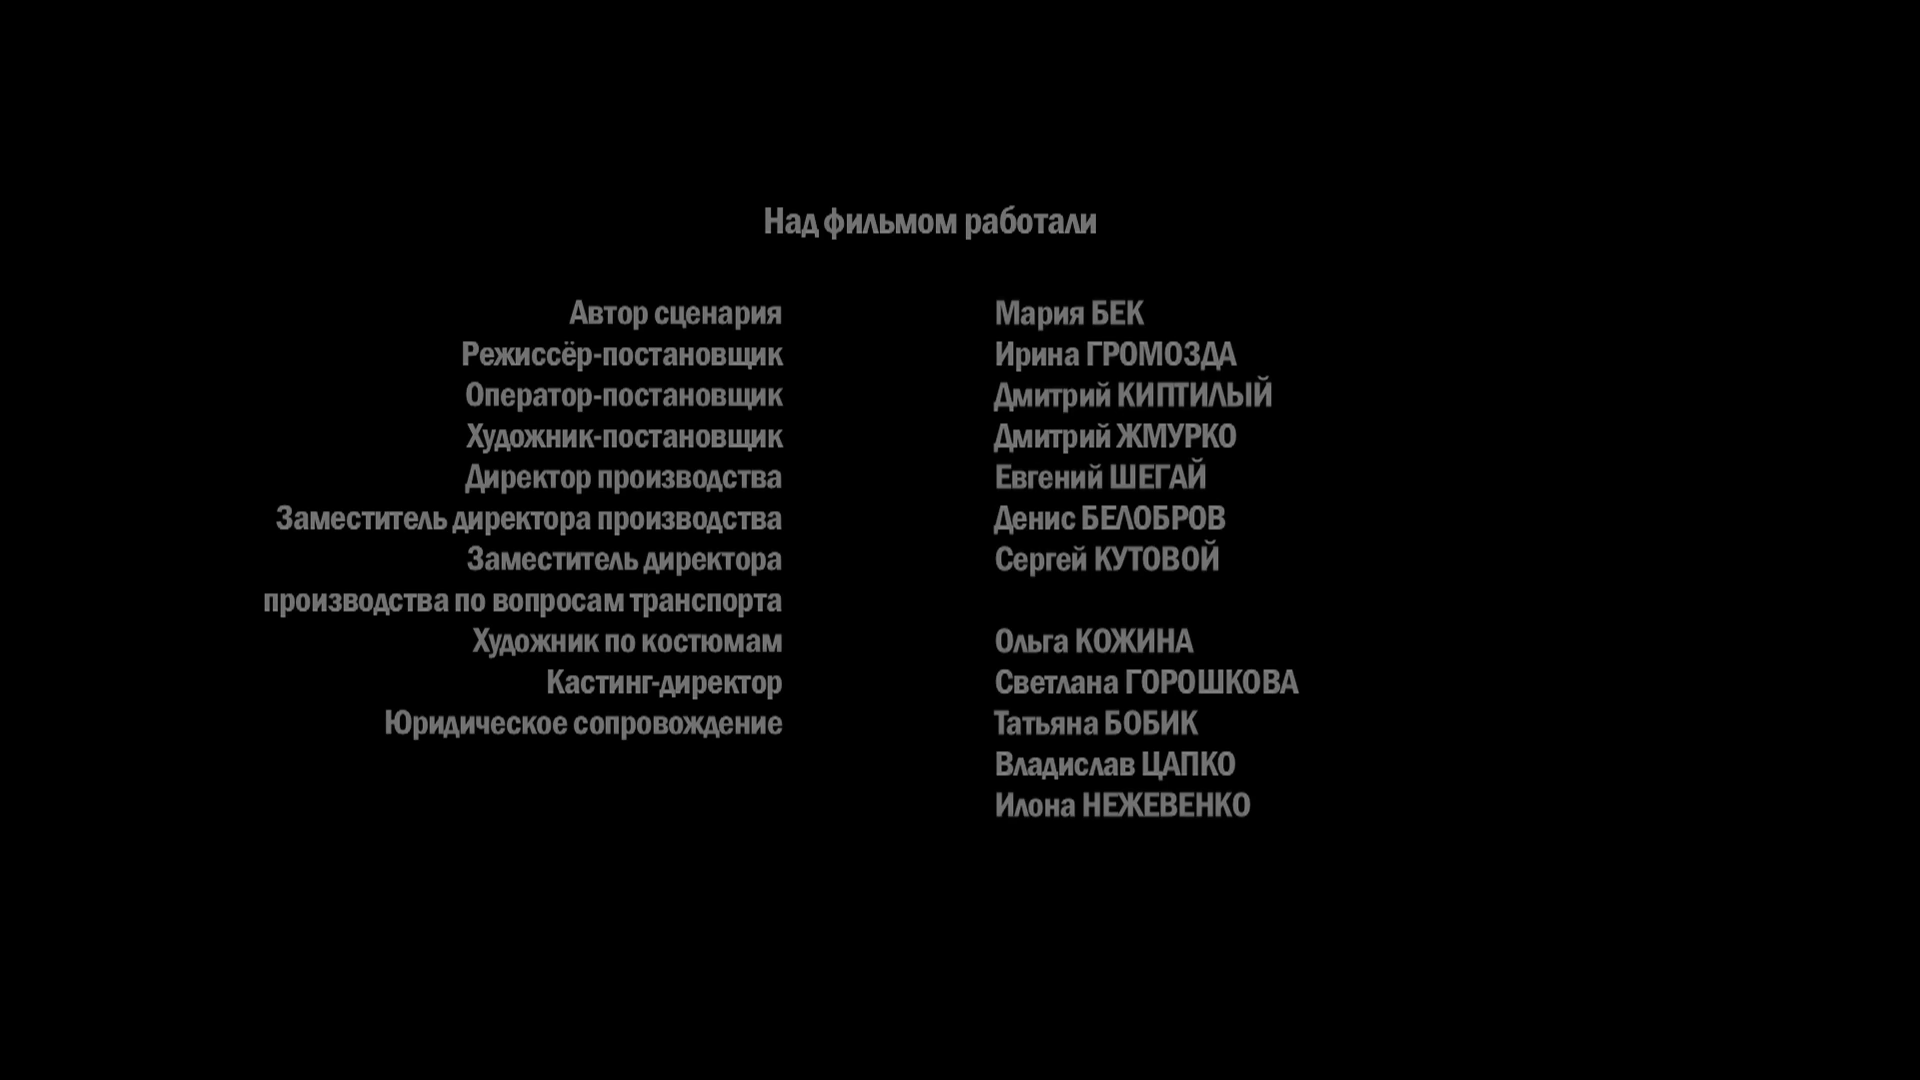 Над фильмом работали
Автор сценария Мария БЕК
Режиссёр-постановщик Ирина ГРОМОЗДА
Оператор-постановщик Дмитрий КИПТИЛЫЙ
Художник-постановщик Дмитрий ЖМУРКО
Директор производства Евгений ШЕГАЙ
Заместитель директора производства Денис БЕЛОБРОВ
Заместитель директора Сергей КУТОВОЙ
производства по вопросам транспорта
Художник по костюмам Ольга КОЖИНА
Кастинг-директор Светлана ГОРОШКОВА
Юридическое сопровождение Татьяна БОБИК
Владислав ЦАПКО
Илона НЕЖЕВЕНКО